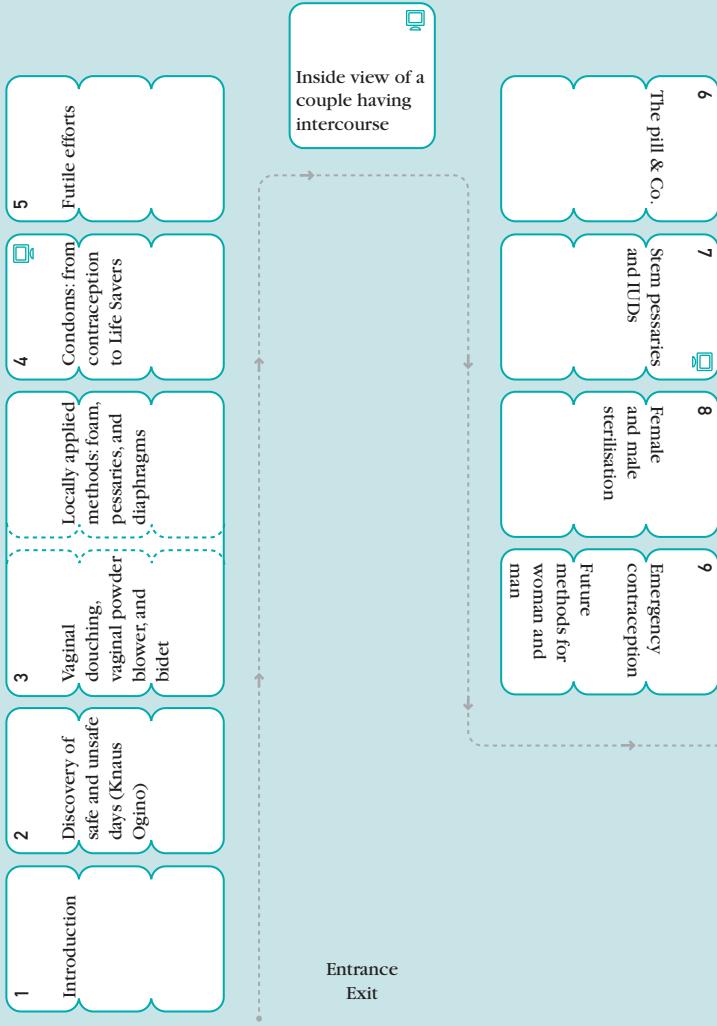 1
Introduction
2
Discovery of
safe and unsafe
days (Knaus
Ogino)
3
Vaginal
douching,
vaginal powder
blower, and
bidet
Locally applied
methods: foam,
pessaries, and
diaphragms
4
Condoms: from
contraception
to Life Savers
5
Futile efforts
Inside view of a
couple having
intercourse
6
The pill & Co.
7
Stem pessaries
and IUDs
8
Female
and male
sterilisation
9
Emergency
contraception
Future
methods for
woman and
man
Entrance
Exit